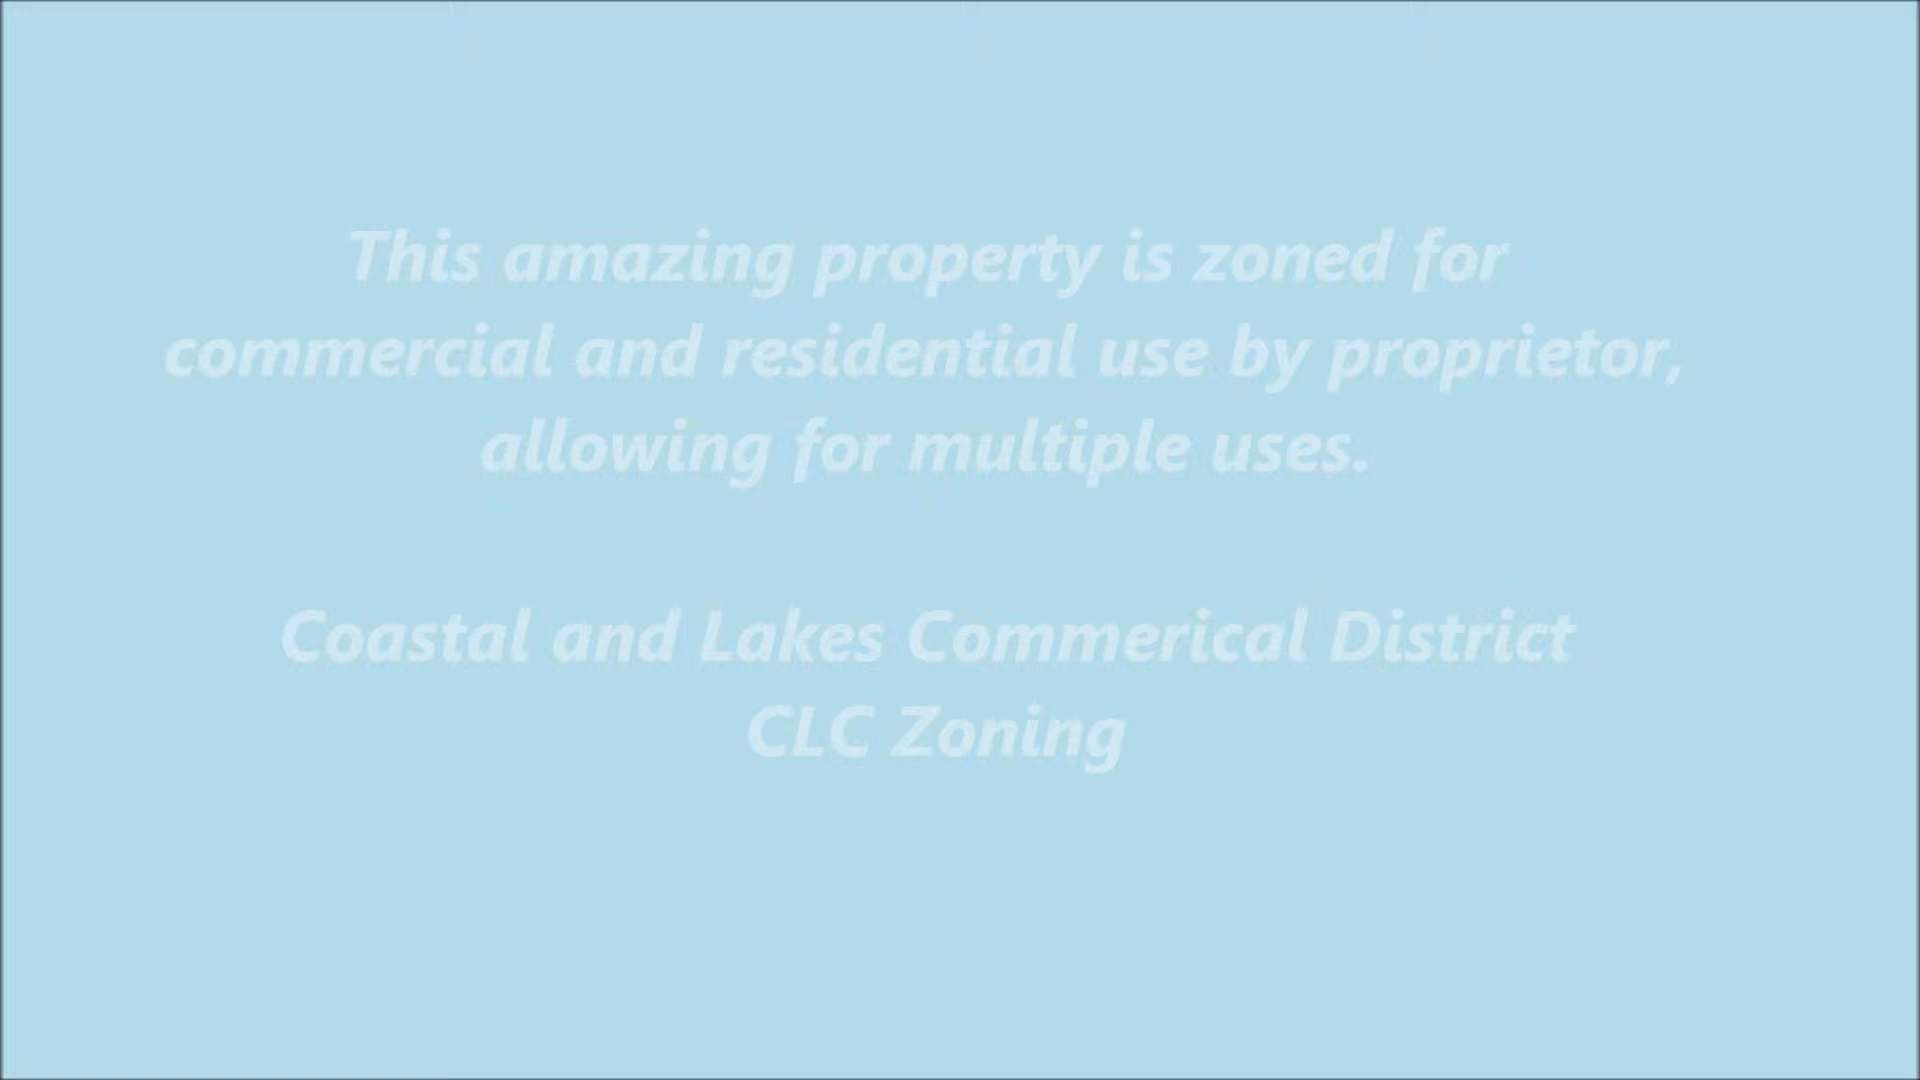 This amazing property is zoned for
commercial and residential use by proprietor,
allowing for multiple uses.
Coastal and Lakes Commerical District
CLC Zoning